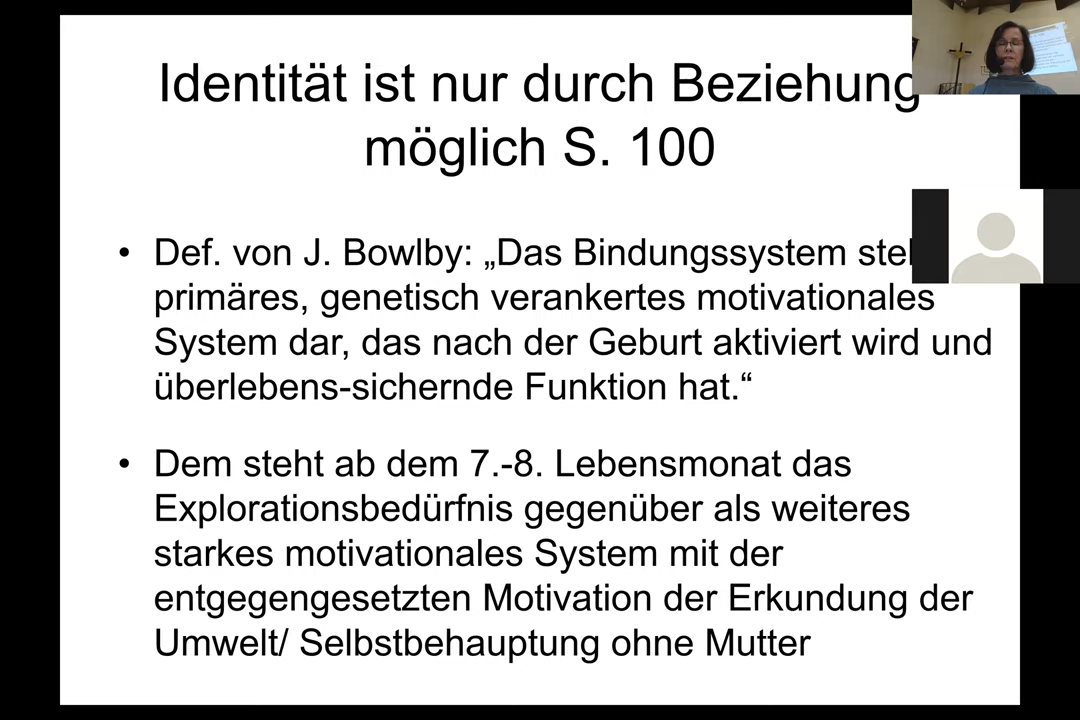 Identität ist nur durch Beziehung
möglich S. 100
• Def. von J. Bowlby: „Das Bindungssystem
primäres, genetisch verankertes motivationales
System dar, das nach der Geburt aktiviert wird und
überlebens-sichernde Funktion hat.“
• Dem steht ab dem 7.-8. Lebensmonat das
Explorationsbedürfnis gegenüber als weiteres
starkes motivationales System mit der
entgegengesetzten Motivation der Erkundung der
Umwelt/ Selbstbehauptung ohne Mutter